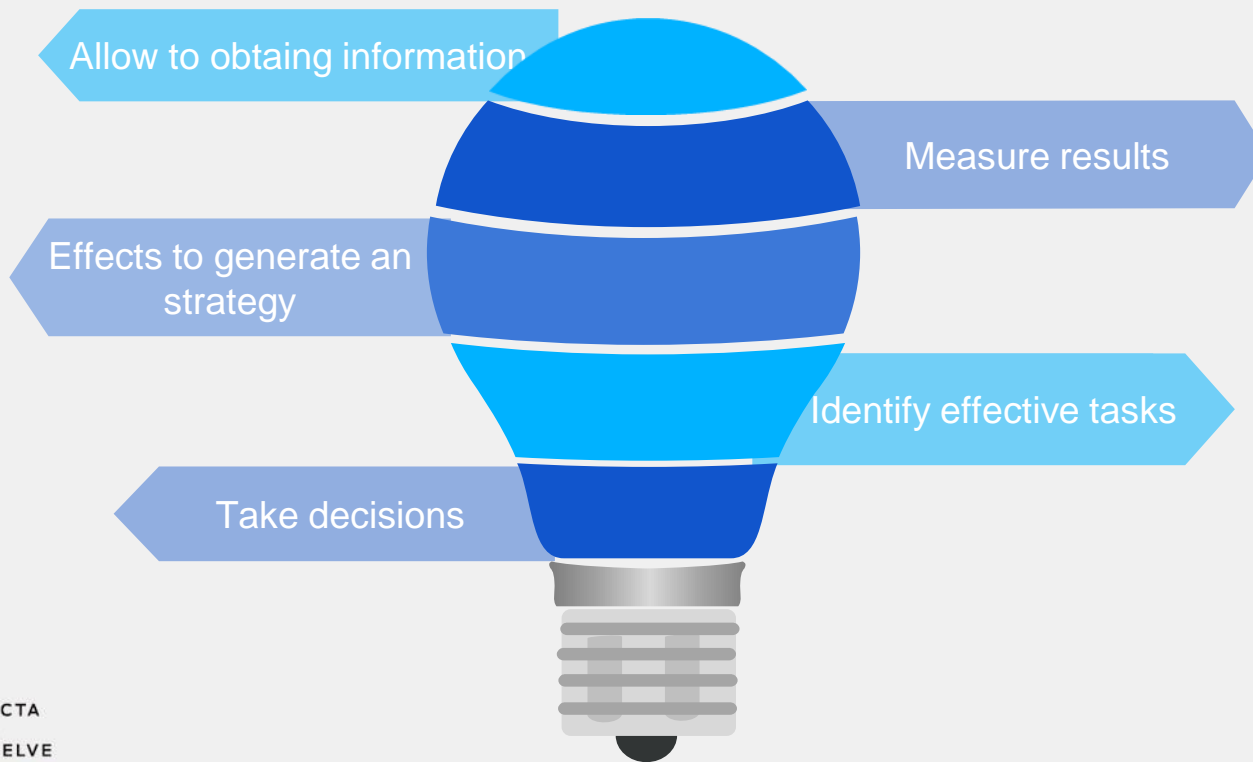 Allow to obtaing information
Measure results
Effects to generate an
strategy
Identify effective tasks
Take decisions
CTA
ELVE